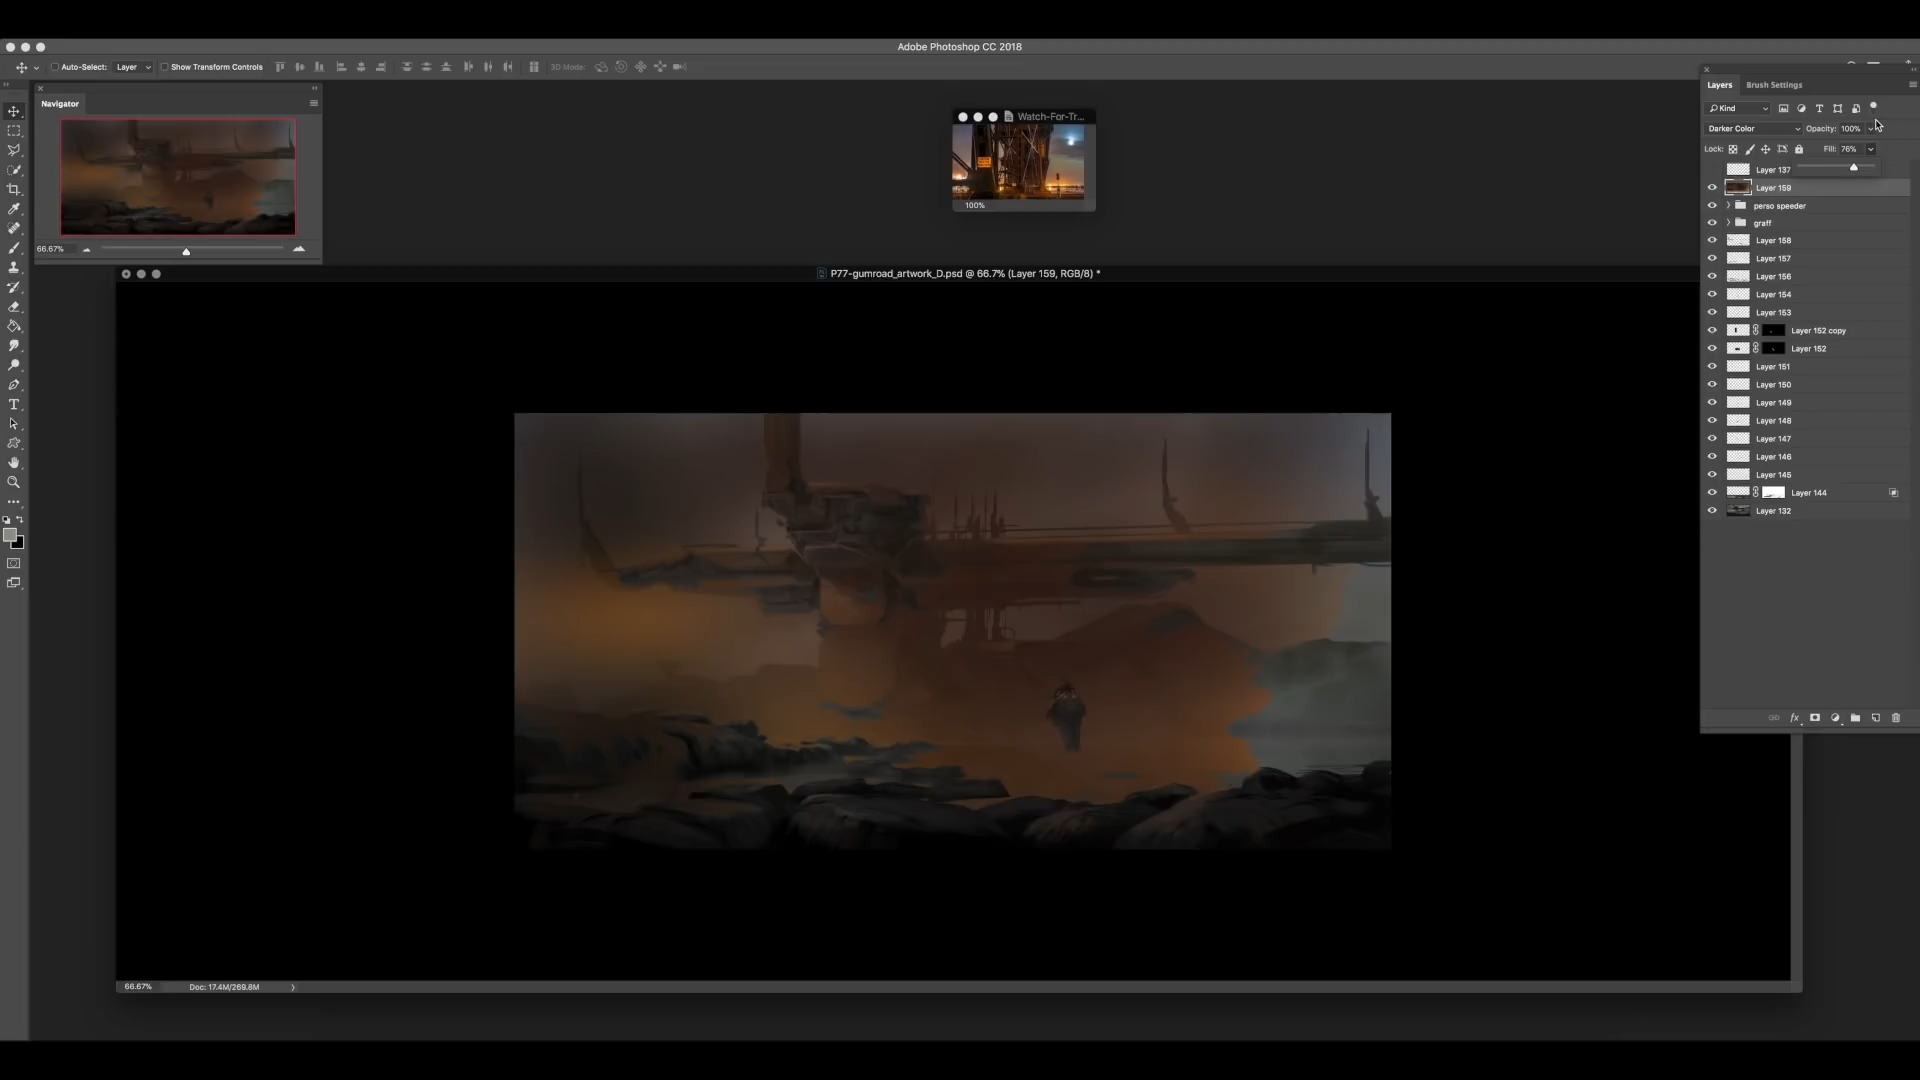 Adobe Photoshop CC 2018
Auto-Select: Layer Show Transform Controls 3D Mode:
Navigator
66.67%
Watch-For-Tr...
100%
P77-gumroad_artwork_D.psd @ 66.7% (Layer 159, RGB/8) *
66.67% Doc: 17.4M/269.8M
Layers Brush Settings
Kind
Darker Color Opacity: 100%
Lock: Fill: 76%
Layer 137
Layer 159
perso speeder
graff
Layer 158
Layer 157
Layer 156
Layer 154
Layer 153
Layer 152 copy
Layer 152
Layer 151
Layer 150
Layer 149
Layer 148
Layer 147
Layer 146
Layer 145
Layer 144
Layer 132
fx